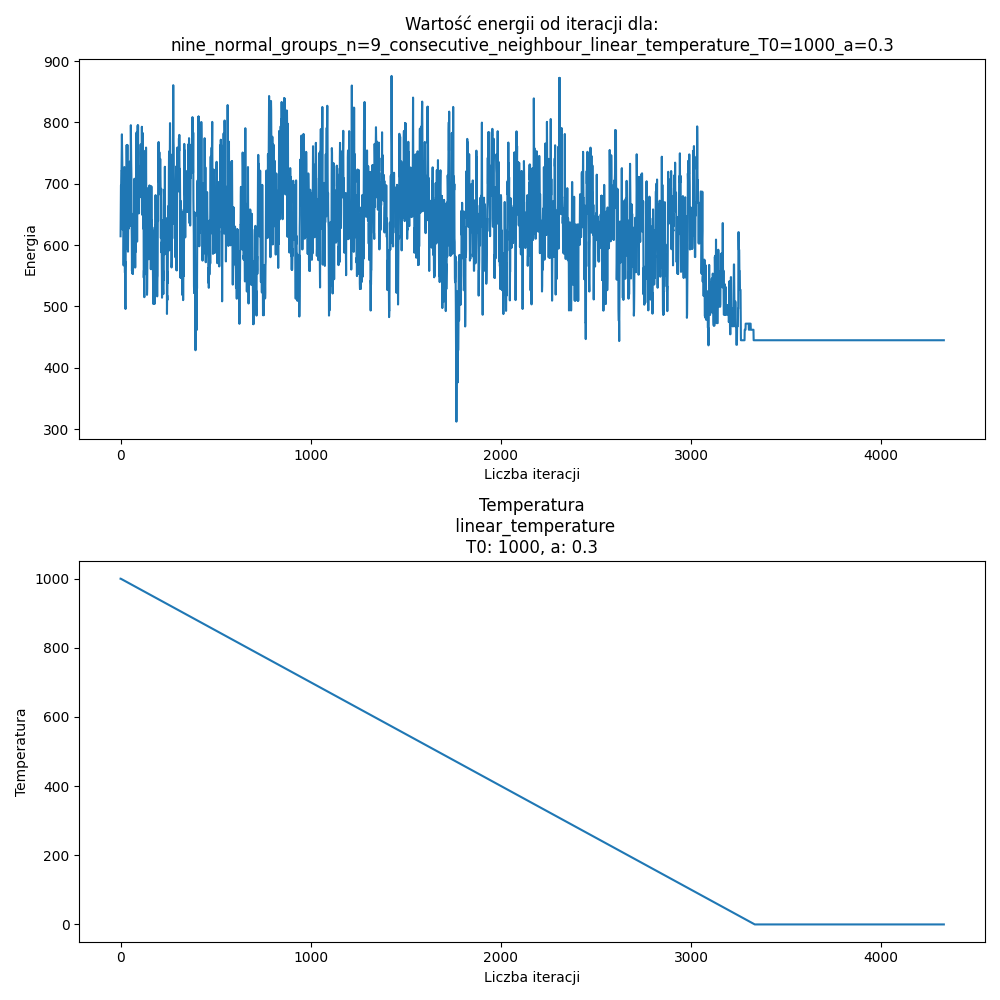 Wartość energii od iteracji dla:
nine_normal_groups_n=9_consecutive_neighbour_linear_temperature_T0=1000_a=0.3
900
800
700
600
500
400
300
Energia
0 1000 2000 3000 4000
Liczba iteracji
Temperatura
linear_temperature
T0: 1000, a: 0.3
1000
800
600
400
200
0
Temperatura
0 1000 2000 3000 4000
Liczba iteracji